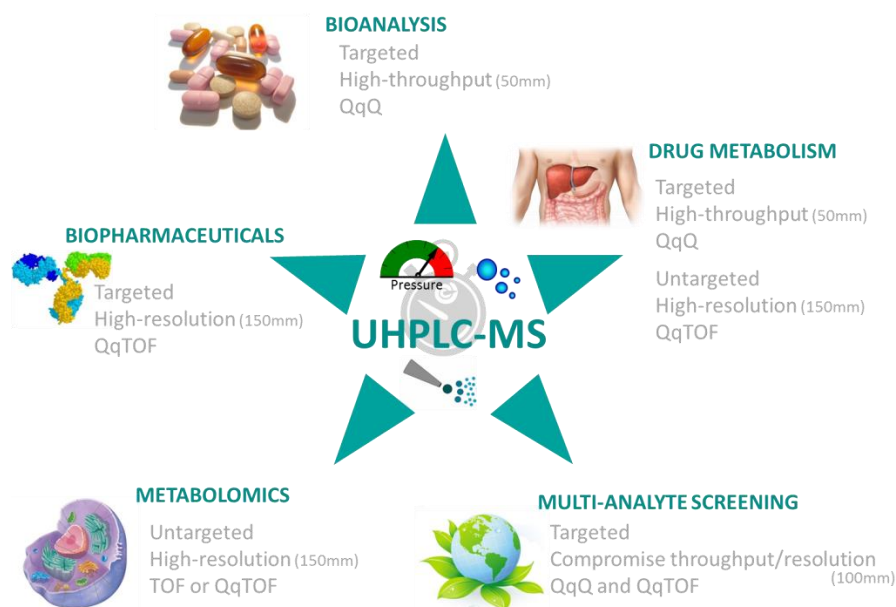 BIOANALYSIS
Targeted
High-throughput (50mm)
QqQ
DRUG METABOLISM
Targeted
High-throughput (50mm)
QqQ
Untargeted
High-resolution (150mm)
QqTOF
BIOPHARMACEUTICALS
Targeted
High-resolution (150mm)
QqTOF
Pressure
UHPLC-MS
METABOLOMICS
Untargeted
High-resolution (150mm)
TOF or QqTOF
MULTI-ANALYTE SCREENING
Targeted
Compromise throughput/resolution
(100mm)
QqQ and QqTOF